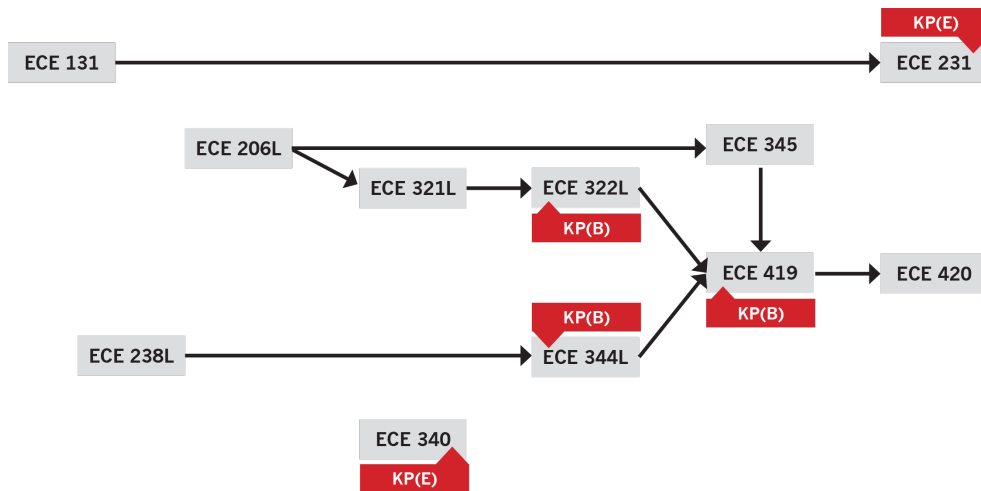 KP(E)
ECE 131
ECE 231
ECE 206L
ECE 345
ECE 321L
ECE 322L
KP(B)
ECE 419
ECE 420
KP(B)
KP(B)
ECE 238L
ECE 344L
ECE 340
KP(E)